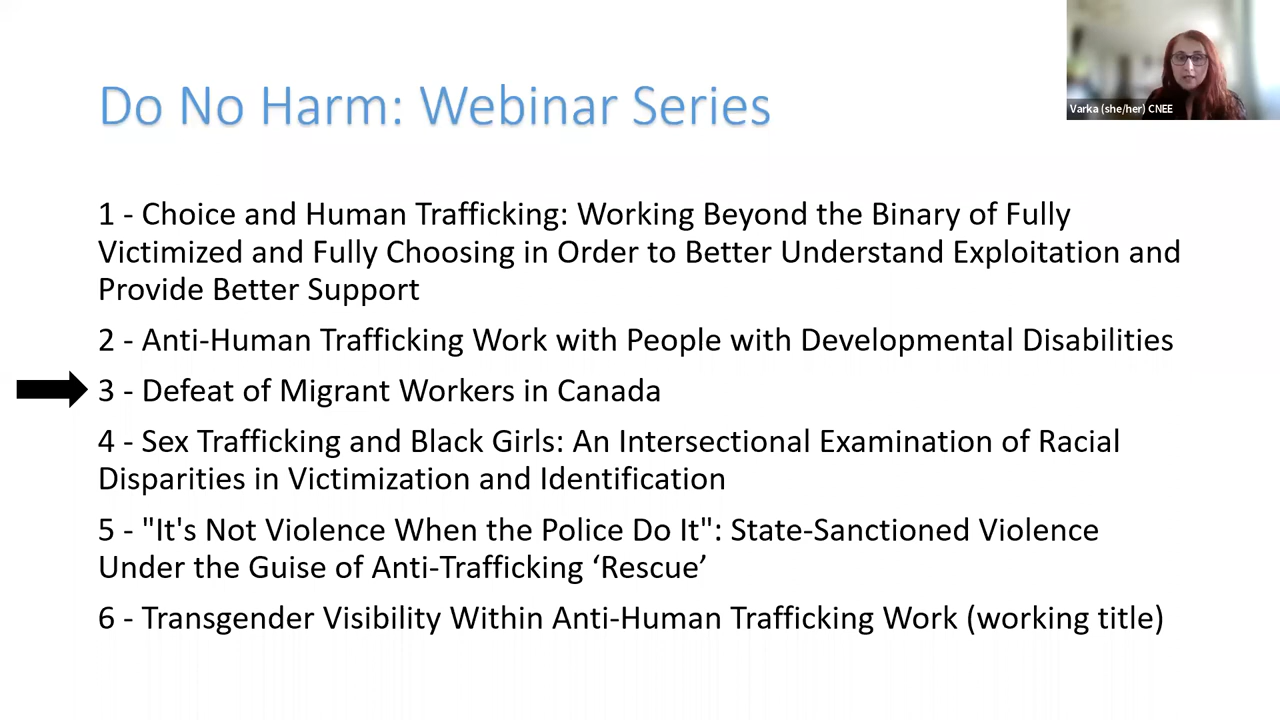 Do No Harm: Webinar Series
Varka (she/her) CNEE
1 - Choice and Human Trafficking: Working Beyond the Binary of Fully
Victimized and Fully Choosing in Order to Better Understand Exploitation and
Provide Better Support
2 - Anti-Human Trafficking Work with People with Developmental Disabilities
3 - Defeat of Migrant Workers in Canada
4 - Sex Trafficking and Black Girls: An Intersectional Examination of Racial
Disparities in Victimization and Identification
5 - "It's Not Violence When the Police Do It": State-Sanctioned Violence
Under the Guise of Anti-Trafficking ‘Rescue’
6 - Transgender Visibility Within Anti-Human Trafficking Work (working title)